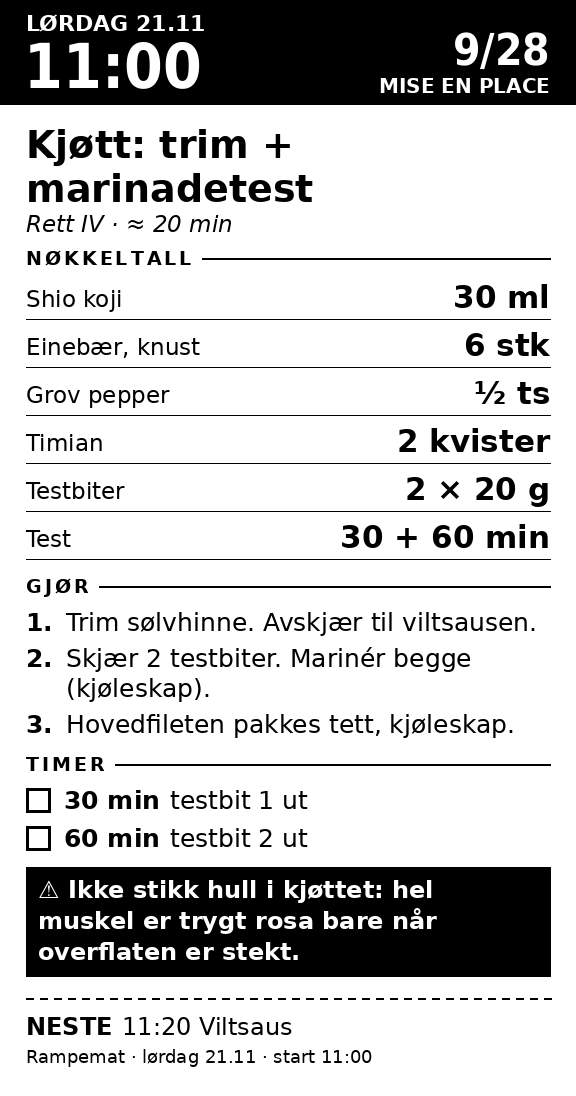 LØRDAG 21.11
11:00
9/28
MISE EN PLACE
Kjøtt: trim +
marinadetest
Rett IV · ≈ 20 min
NØKKELTALL
Shio koji 30 ml
Einebær, knust 6 stk
Grov pepper ½ ts
Timian 2 kvister
Testbiter 2 × 20 g
Test 30 + 60 min
GJØR
1. Trim sølvhinne. Avskjær til viltsausen.
2. Skjær 2 testbiter. Marinér begge
(kjøleskap).
3. Hovedfileten pakkes tett, kjøleskap.
TIMER
☐ 30 min testbit 1 ut
☐ 60 min testbit 2 ut
⚠ Ikke stikk hull i kjøttet: hel
muskel er trygt rosa bare når
overflaten er stekt.
NESTE 11:20 Viltsaus
Rampemat · lørdag 21.11 · start 11:00